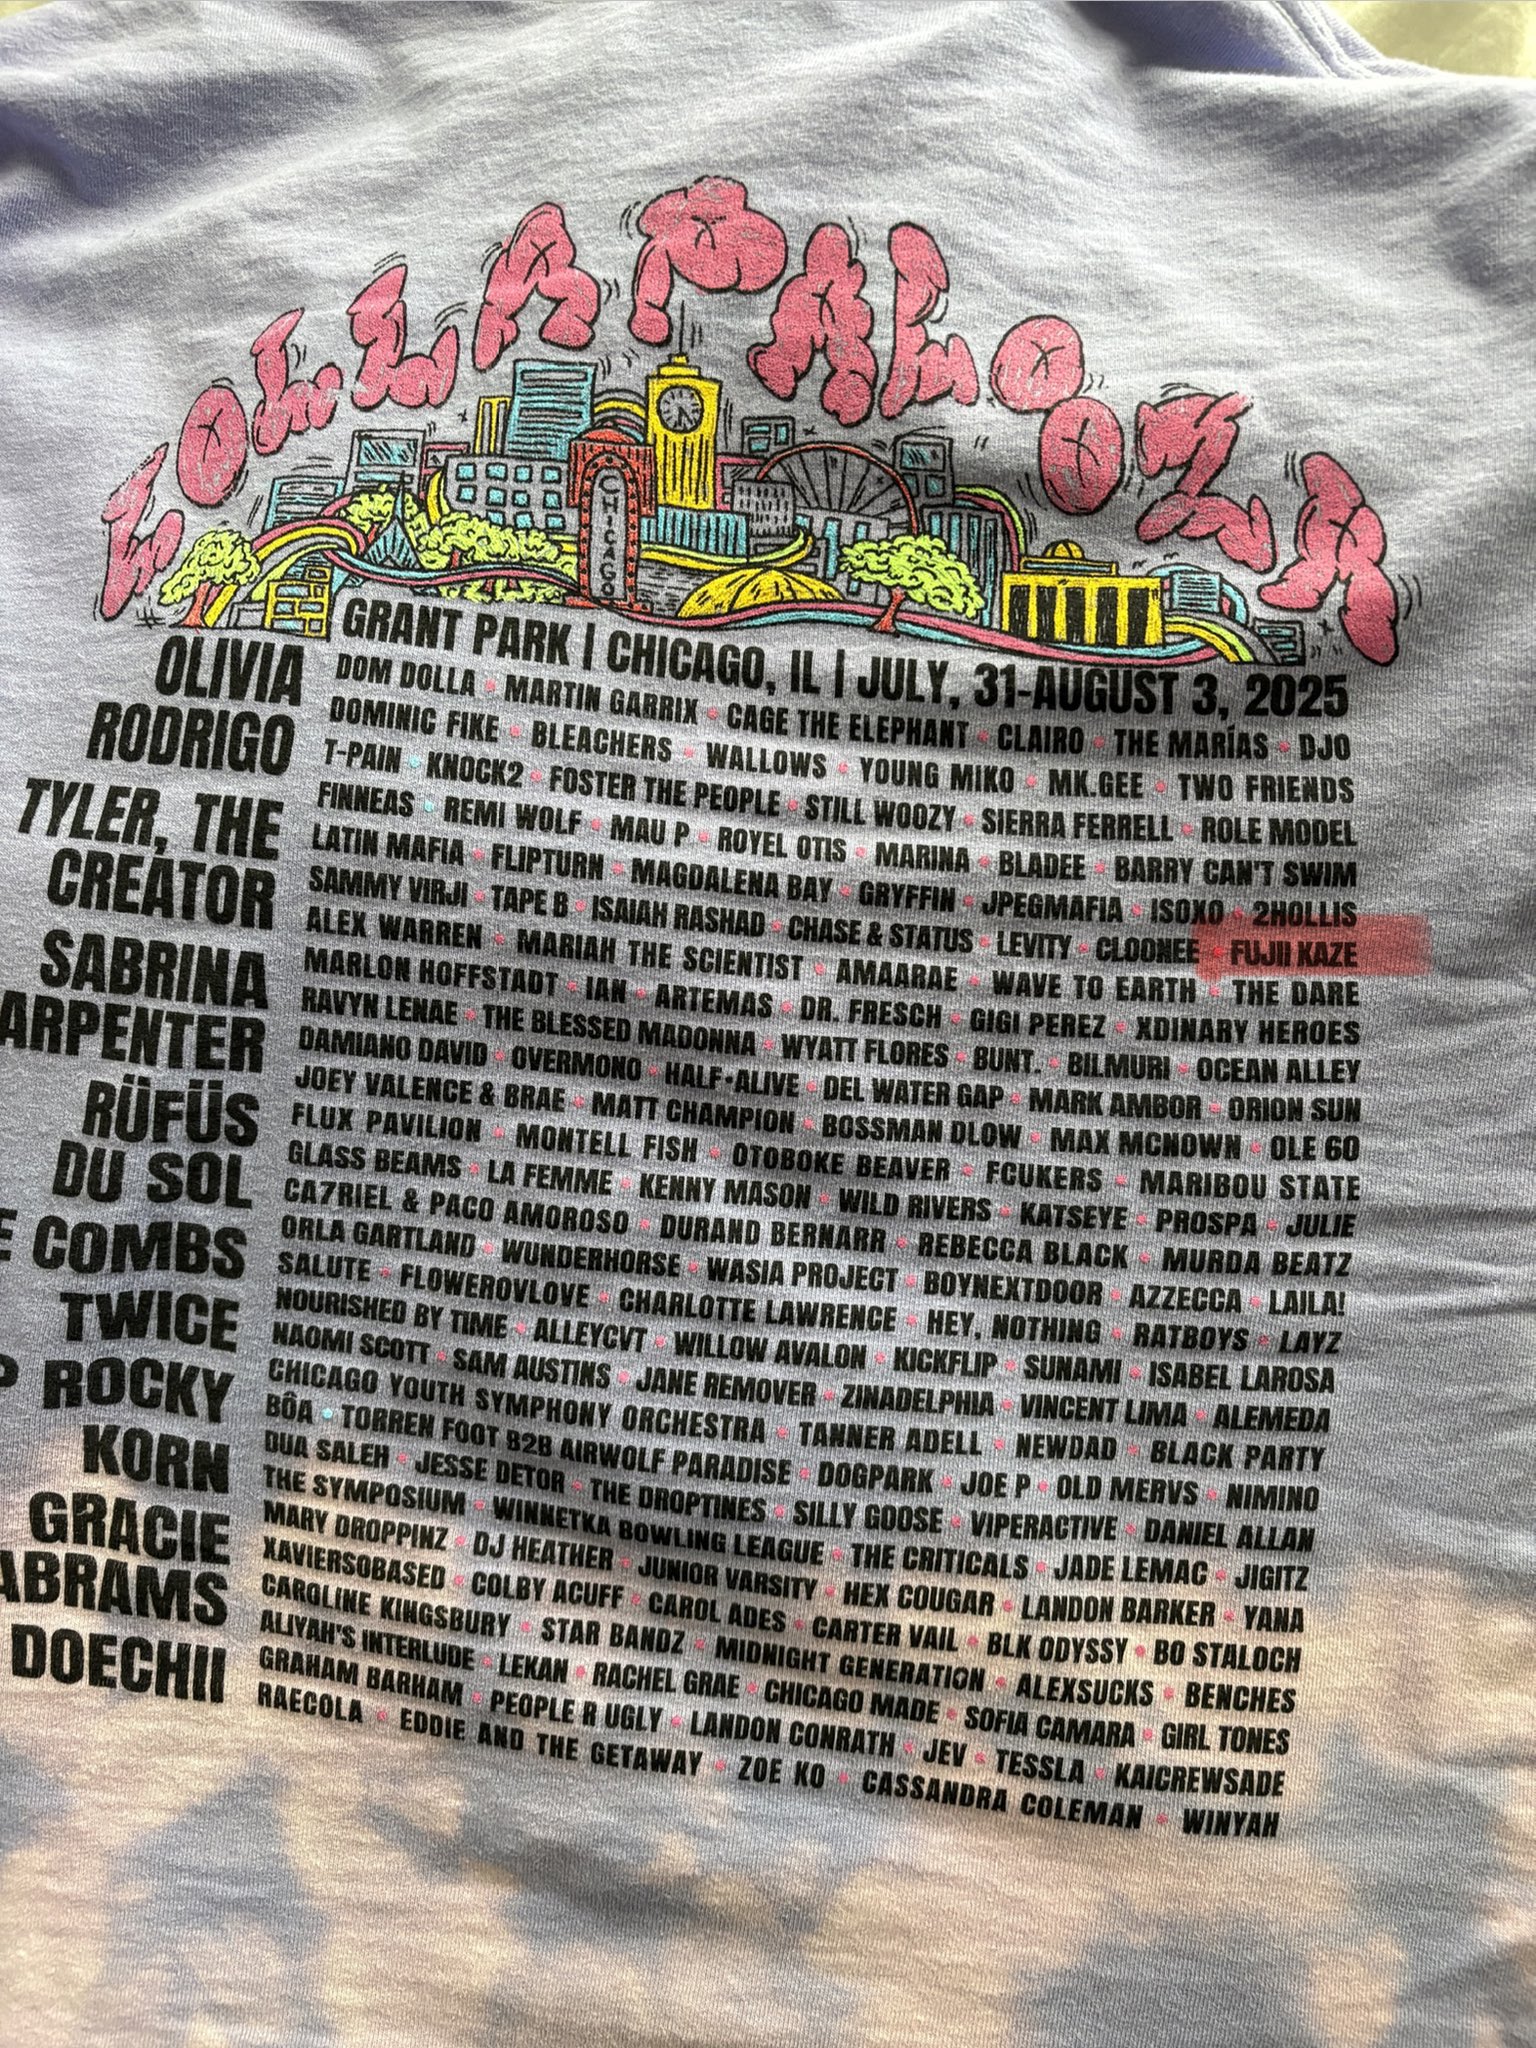 LOLLAPALOOZA
CHICAGO
GRANT PARK | CHICAGO, IL | JULY, 31-AUGUST 3, 2025
OLIVIA
RODRIGO
TYLER, THE
CREATOR
SABRINA
ARPENTER
RÜFÜS
DU SOL
E COMBS
TWICE
P ROCKY
KORN
GRACIE
ABRAMS
DOECHII
DOM DOLLA • MARTIN GARRIX • CAGE THE ELEPHANT • CLAIRO • THE MARÍAS • DJO
DOMINIC FIKE • BLEACHERS • WALLOWS • YOUNG MIKO • MK.GEE • TWO FRIENDS
T-PAIN • KNOCK2 • FOSTER THE PEOPLE • STILL WOOZY • SIERRA FERRELL • ROLE MODEL
FINNEAS • REMI WOLF • MAU P • ROYEL OTIS • MARINA • BLADEE • BARRY CAN'T SWIM
LATIN MAFIA • FLIPTURN • MAGDALENA BAY • GRYFFIN • JPEGMAFIA • ISOXO • 2HOLLIS
SAMMY VIRJI • TAPE B • ISAIAH RASHAD • CHASE & STATUS • LEVITY • CLOONEE • FUJII KAZE
ALEX WARREN • MARIAH THE SCIENTIST • AMAARAE • WAVE TO EARTH • THE DARE
MARLON HOFFSTADT • IAN • ARTEMAS • DR. FRESCH • GIGI PEREZ • XDINARY HEROES
RAVYN LENAE • THE BLESSED MADONNA • WYATT FLORES • BUNT. • BILMURI • OCEAN ALLEY
DAMIANO DAVID • OVERMONO • HALF•ALIVE • DEL WATER GAP • MARK AMBOR • ORION SUN
JOEY VALENCE & BRAE • MATT CHAMPION • BOSSMAN DLOW • MAX MCNOWN • OLE 60
FLUX PAVILION • MONTELL FISH • OTOBOKE BEAVER • FCUKERS • MARIBOU STATE
GLASS BEAMS • LA FEMME • KENNY MASON • WILD RIVERS • KATSEYE • PROSPA • JULIE
CA7RIEL & PACO AMOROSO • DURAND BERNARR • REBECCA BLACK • MURDA BEATZ
ORLA GARTLAND • WUNDERHORSE • WASIA PROJECT • BOYNEXTDOOR • AZZECCA • LAILA!
SALUTE • FLOWEROVLOVE • CHARLOTTE LAWRENCE • HEY, NOTHING • RATBOYS • LAYZ
NOURISHED BY TIME • ALLEYCVT • WILLOW AVALON • KICKFLIP • SUNAMI • ISABEL LAROSA
NAOMI SCOTT • SAM AUSTINS • JANE REMOVER • ZINADELPHIA • VINCENT LIMA • ALEMEDA
CHICAGO YOUTH SYMPHONY ORCHESTRA • TANNER ADELL • NEWDAD • BLACK PARTY
BÔA • TORREN FOOT B2B AIRWOLF PARADISE • DOGPARK • JOE P • OLD MERVS • NIMINO
DUA SALEH • JESSE DETOR • THE DROPTINES • SILLY GOOSE • VIPERACTIVE • DANIEL ALLAN
THE SYMPOSIUM • WINNETKA BOWLING LEAGUE • THE CRITICALS • JADE LEMAC • JIGITZ
MARY DROPPINZ • DJ HEATHER • JUNIOR VARSITY • HEX COUGAR • LANDON BARKER • YANA
XAVIERSOBASED • COLBY ACUFF • CAROL ADES • CARTER VAIL • BLK ODYSSY • BO STALOCH
CAROLINE KINGSBURY • STAR BANDZ • MIDNIGHT GENERATION • ALEXSUCKS • BENCHES
ALIYAH'S INTERLUDE • LEKAN • RACHEL GRAE • CHICAGO MADE • SOFIA CAMARA • GIRL TONES
GRAHAM BARHAM • PEOPLE R UGLY • LANDON CONRATH • JEV • TESSLA • KAICREWSADE
RAECOLA • EDDIE AND THE GETAWAY • ZOE KO • CASSANDRA COLEMAN • WINYAH